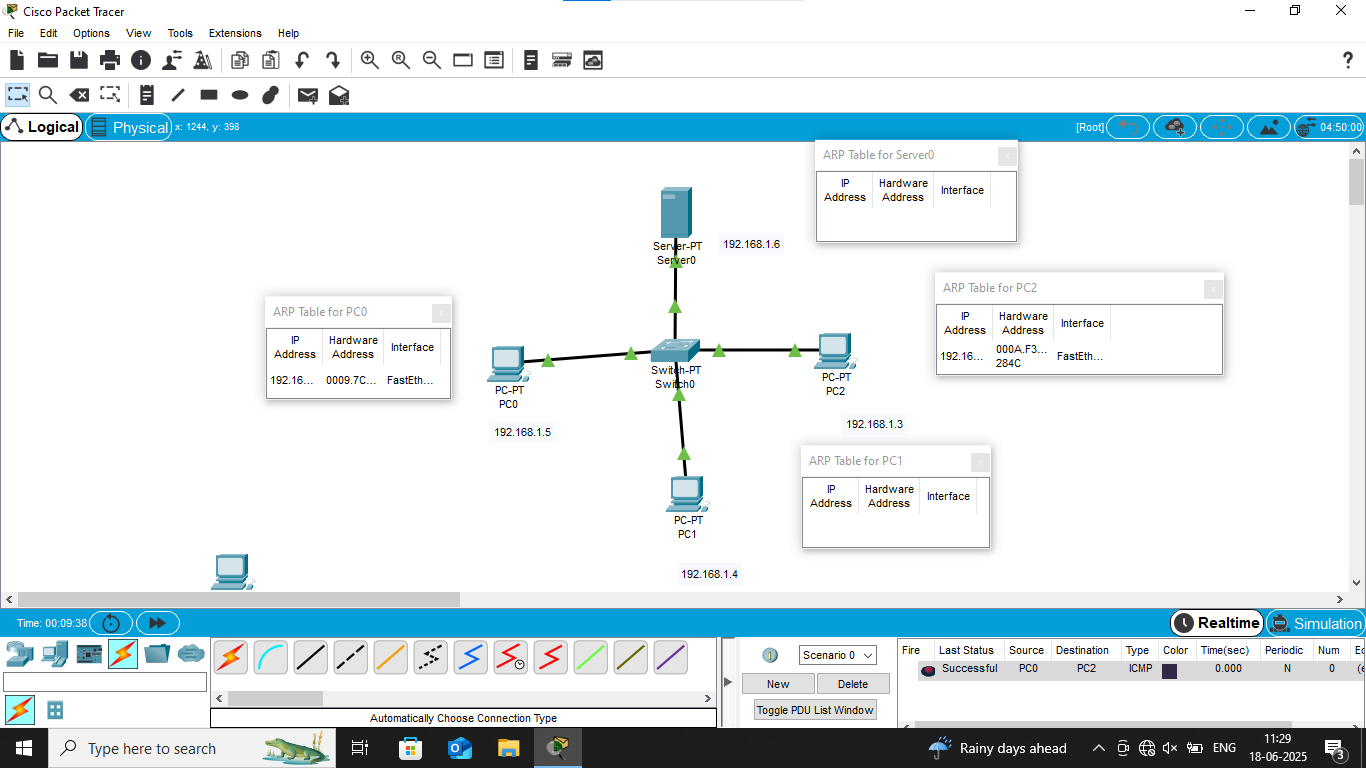 Cisco Packet Tracer
File Edit Options View Tools Extensions Help
?
Logical Physical x: 1244, y: 398 [Root] 04:50:00
ARP Table for Server0
IP Address Hardware Address Interface
Server-PT
Server0
192.168.1.6
ARP Table for PC0
IP Address Hardware Address Interface
192.16... 0009.7C... FastEth...
ARP Table for PC2
IP Address Hardware Address Interface
192.16... 000A.F3... 284C FastEth...
PC-PT
PC0
192.168.1.5
Switch-PT
Switch0
PC-PT
PC2
192.168.1.3
ARP Table for PC1
IP Address Hardware Address Interface
PC-PT
PC1
192.168.1.4
Time: 00:09:38 Realtime Simulation
Scenario 0
New Delete
Toggle PDU List Window
Fire Last Status Source Destination Type Color Time(sec) Periodic Num
Successful PC0 PC2 ICMP 0.000 N 0
Automatically Choose Connection Type
Type here to search
Rainy days ahead
ENG
11:29
18-06-2025
3